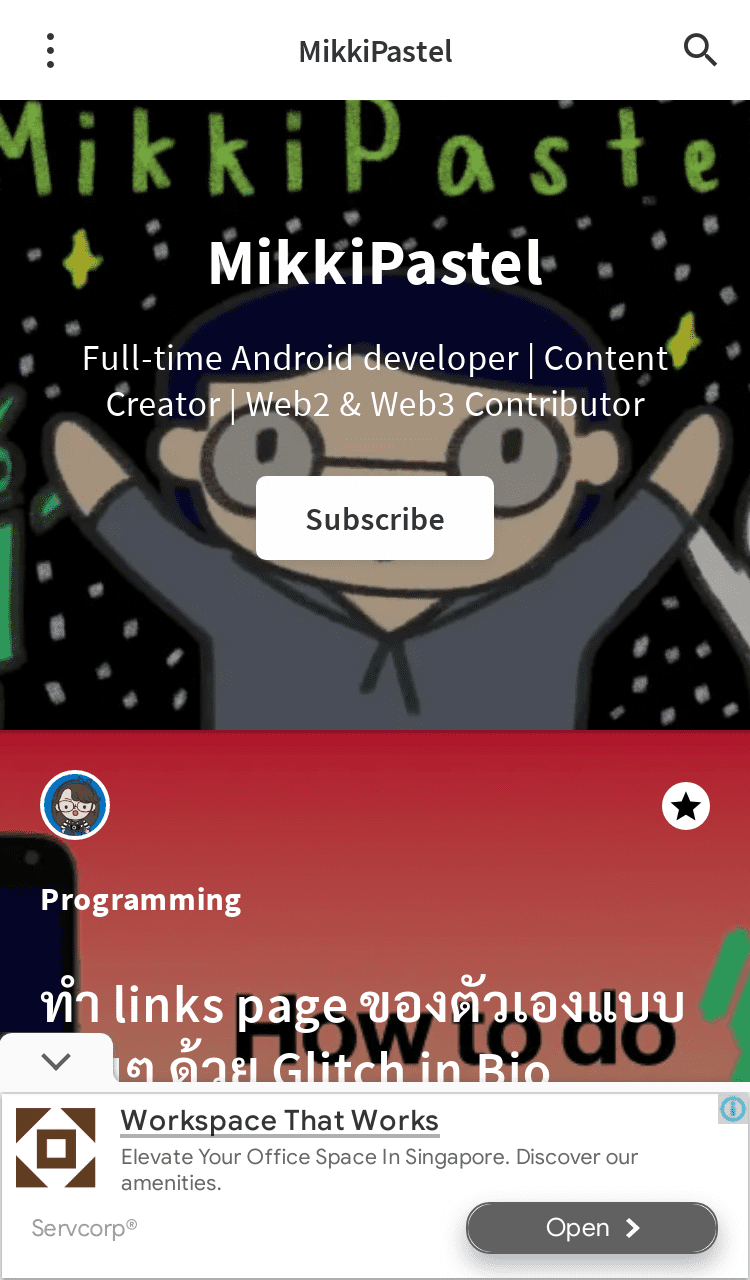 MikkiPastel
MikkiPaste
MikkiPastel
Full-time Android developer | Content
Creator | Web2 & Web3 Contributor
Subscribe
Programming
ทำ links page ของตัวเองแบบ
ด้วย Glitch in Bio
How to do
Workspace That Works
Elevate Your Office Space In Singapore. Discover our
amenities.
Servcorp®
Open